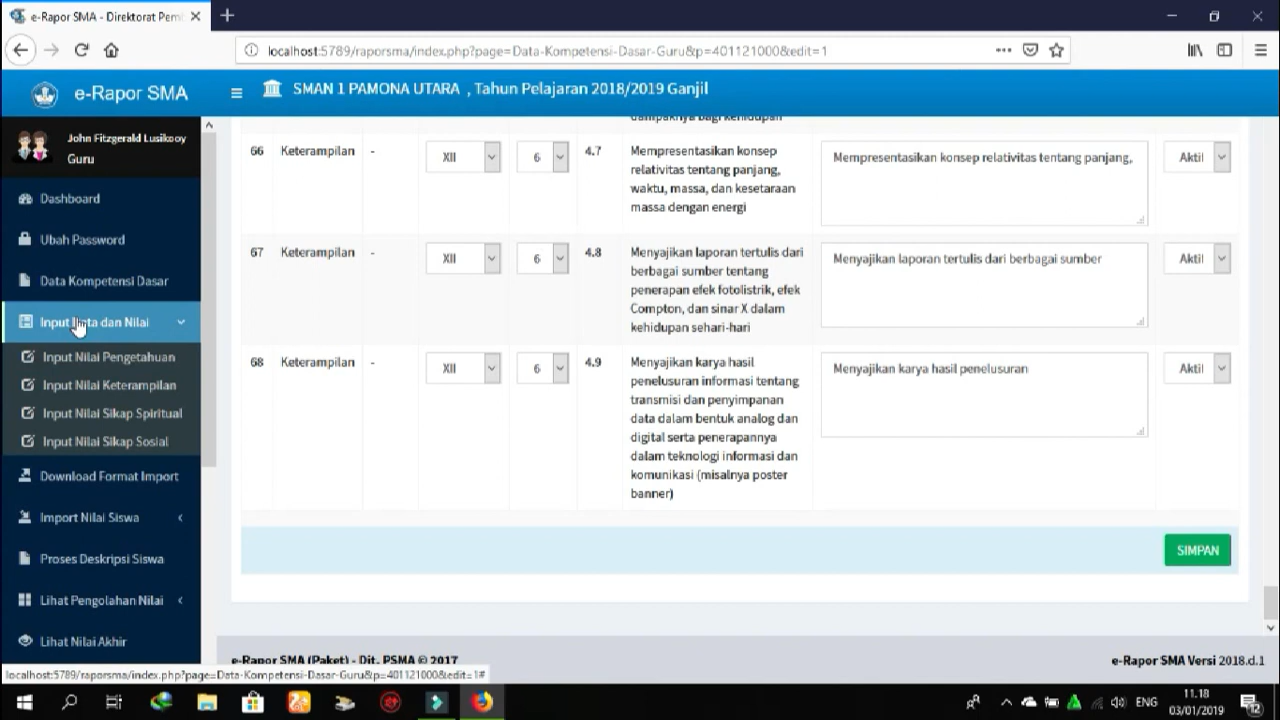 e-Rapor SMA - Direktorat Pemb
localhost:5789/raporsma/index.php?page=Data-Kompetensi-Dasar-Guru&p=401121000&edit=1
e-Rapor SMA
SMAN 1 PAMONA UTARA , Tahun Pelajaran 2018/2019 Ganjil
John Fitzgerald Lusikooy
Guru
Dashboard
Ubah Password
Data Kompetensi Dasar
Input Data dan Nilai
Input Nilai Pengetahuan
Input Nilai Keterampilan
Input Nilai Sikap Spiritual
Input Nilai Sikap Sosial
Download Format Import
Import Nilai Siswa
Proses Deskripsi Siswa
Lihat Pengolahan Nilai
Lihat Nilai Akhir
dampaknya bagi kehidupan
66 Keterampilan - XII 6 4.7
Mempresentasikan konsep
relativitas tentang panjang,
waktu, massa, dan kesetaraan
massa dengan energi
Mempresentasikan konsep relativitas tentang panjang,
Aktif
67 Keterampilan - XII 6 4.8
Menyajikan laporan tertulis dari
berbagai sumber tentang
penerapan efek fotolistrik, efek
Compton, dan sinar X dalam
kehidupan sehari-hari
Menyajikan laporan tertulis dari berbagai sumber
Aktif
68 Keterampilan - XII 6 4.9
Menyajikan karya hasil
penelusuran informasi tentang
transmisi dan penyimpanan
data dalam bentuk analog dan
digital serta penerapannya
dalam teknologi informasi dan
komunikasi (misalnya poster
banner)
Menyajikan karya hasil penelusuran
Aktif
SIMPAN
e-Rapor SMA (Paket) - Dit. PSMA © 2017
e-Rapor SMA Versi 2018.d.1
localhost:5789/raporsma/index.php?page=Data-Kompetensi-Dasar-Guru&p=401121000&edit=1#
ENG
11.18
03/01/2019
12